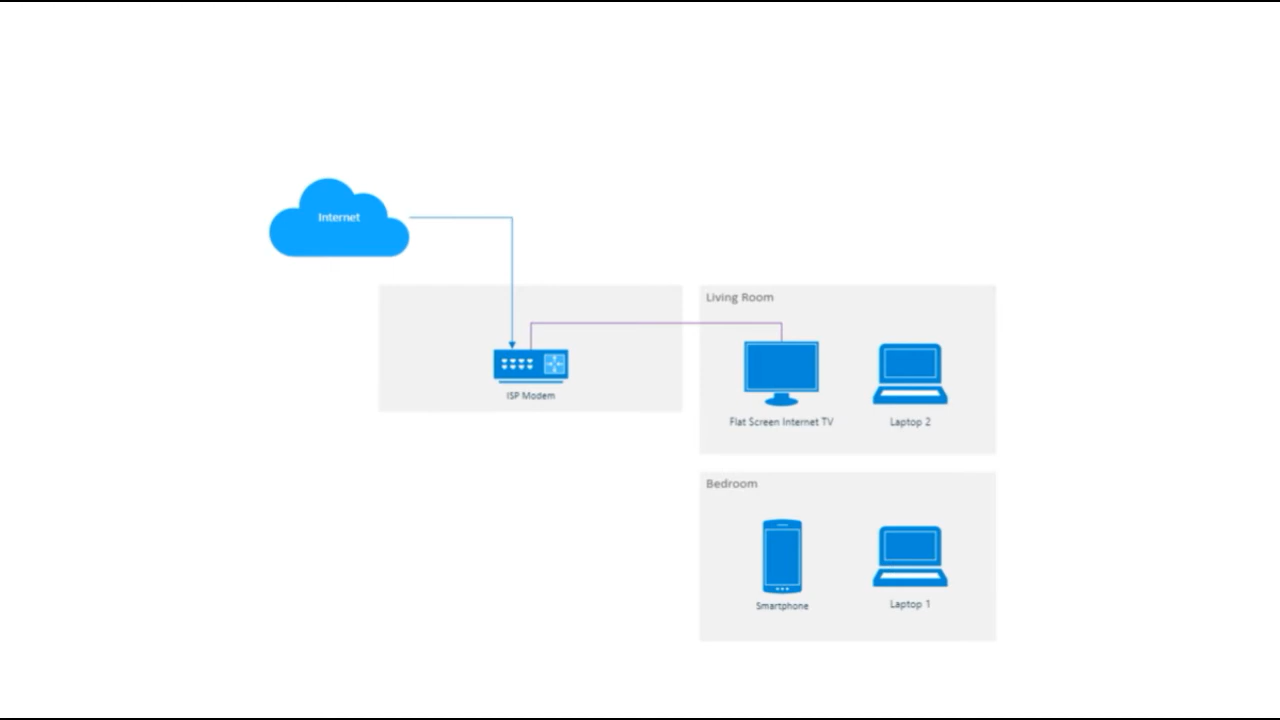 Internet
Living Room
ISP Modem
Flat Screen Internet TV
Laptop 2
Bedroom
Smartphone
Laptop 1